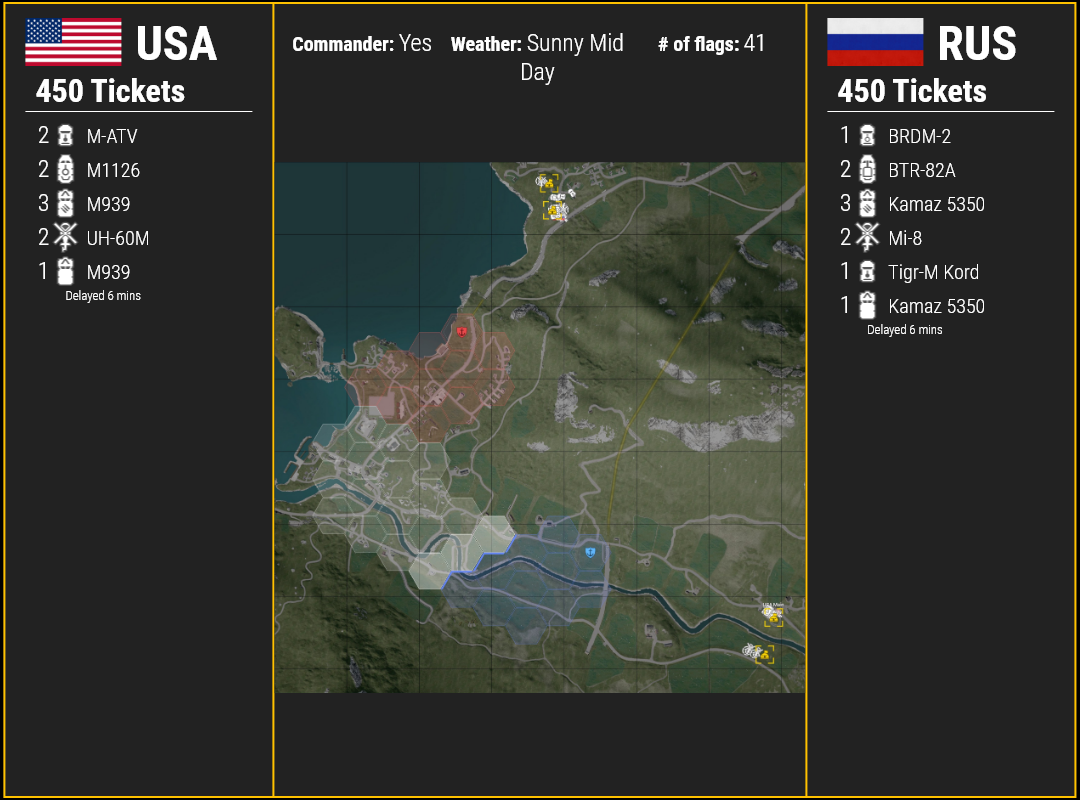 USA
450 Tickets
2 M-ATV
2 M1126
3 M939
2 UH-60M
1 M939
Delayed 6 mins
Commander: Yes Weather: Sunny Mid Day # of flags: 41
RUS
450 Tickets
1 BRDM-2
2 BTR-82A
3 Kamaz 5350
2 Mi-8
1 Tigr-M Kord
1 Kamaz 5350
Delayed 6 mins